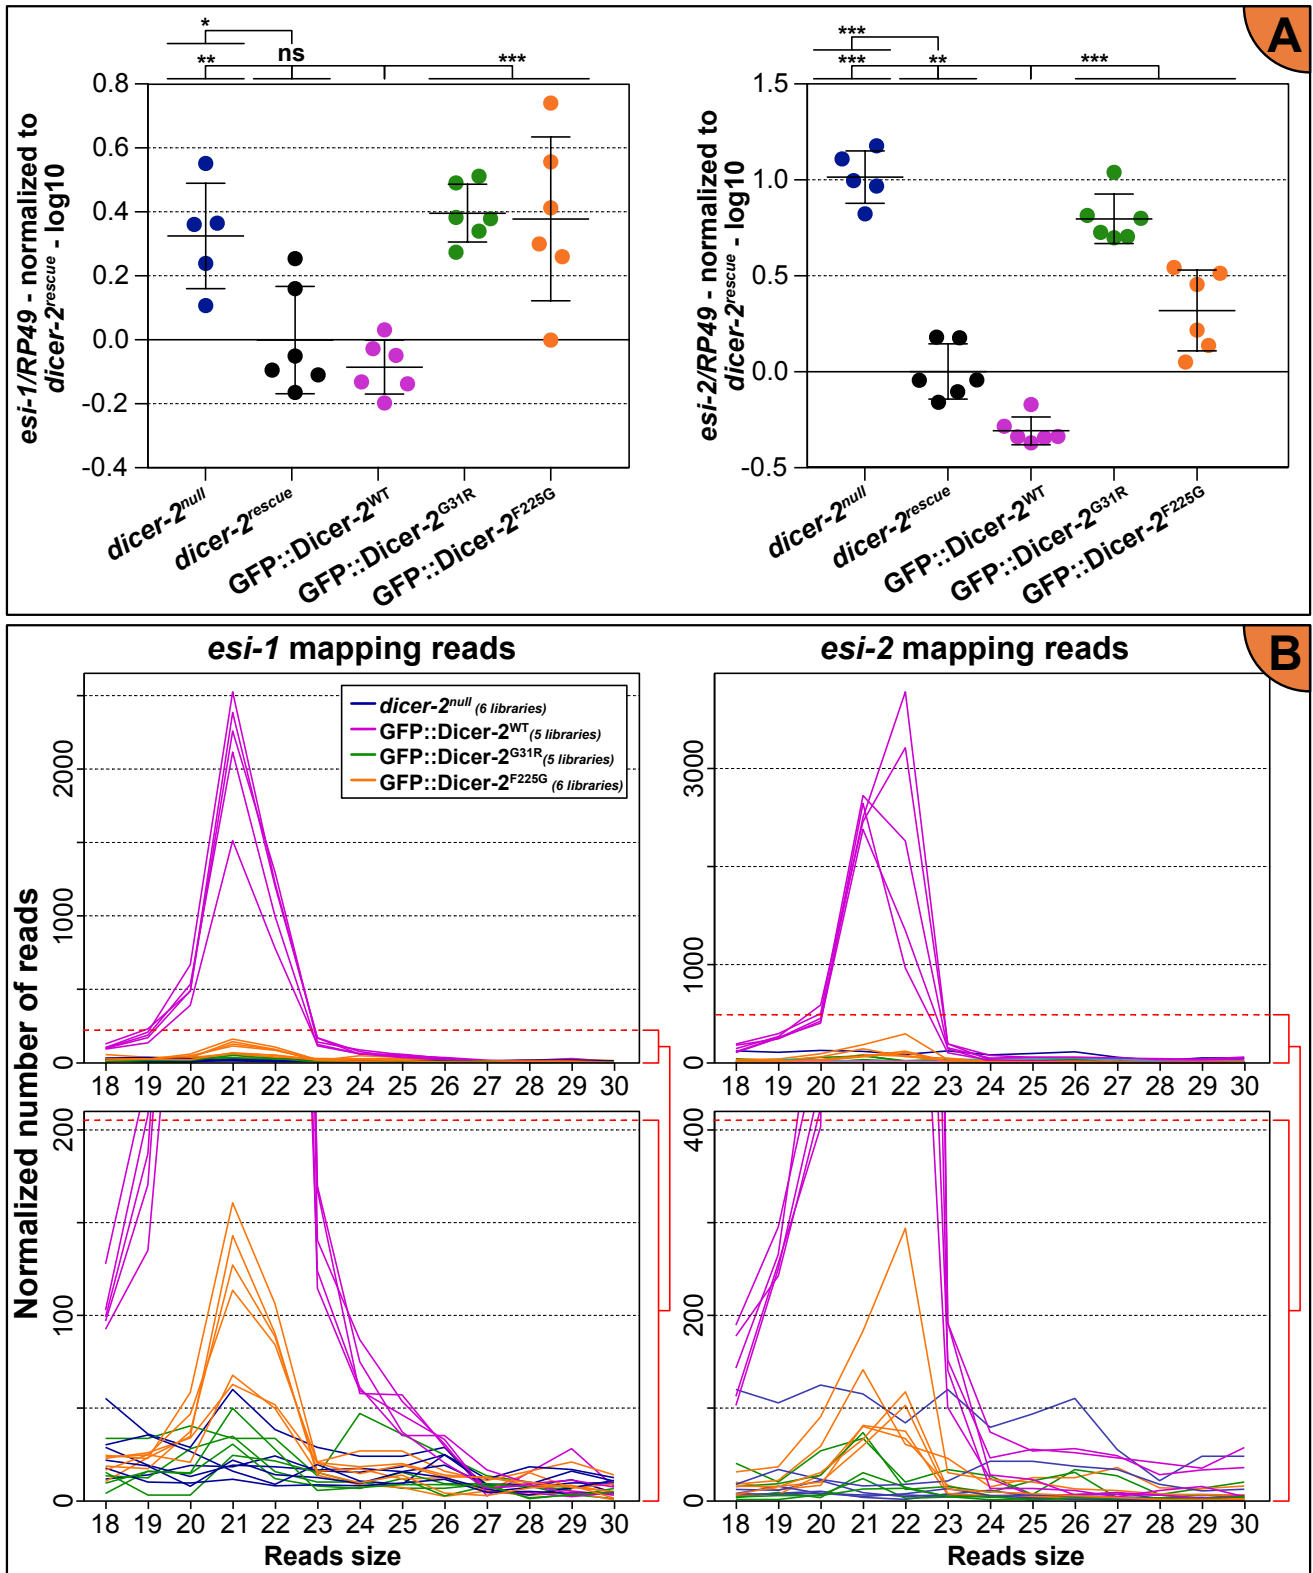 A
*
** ns ***
esi-1/RP49 - normalized to
dicer-2rescue - log10
0.8
0.6
0.4
0.2
0.0
-0.2
-0.4
dicer-2null
dicer-2rescue
GFP::Dicer-2WT
GFP::Dicer-2G31R
GFP::Dicer-2F225G
***
*** ** ***
esi-2/RP49 - normalized to
dicer-2rescue - log10
1.5
1.0
0.5
0.0
-0.5
dicer-2null
dicer-2rescue
GFP::Dicer-2WT
GFP::Dicer-2G31R
GFP::Dicer-2F225G
B
Normalized number of reads
esi-1 mapping reads
dicer-2null (6 libraries)
GFP::Dicer-2WT (5 libraries)
GFP::Dicer-2G31R (5 libraries)
GFP::Dicer-2F225G (6 libraries)
2000
1000
0
18 19 20 21 22 23 24 25 26 27 28 29 30
200
100
0
18 19 20 21 22 23 24 25 26 27 28 29 30
Reads size
esi-2 mapping reads
3000
1000
0
18 19 20 21 22 23 24 25 26 27 28 29 30
400
200
0
18 19 20 21 22 23 24 25 26 27 28 29 30
Reads size